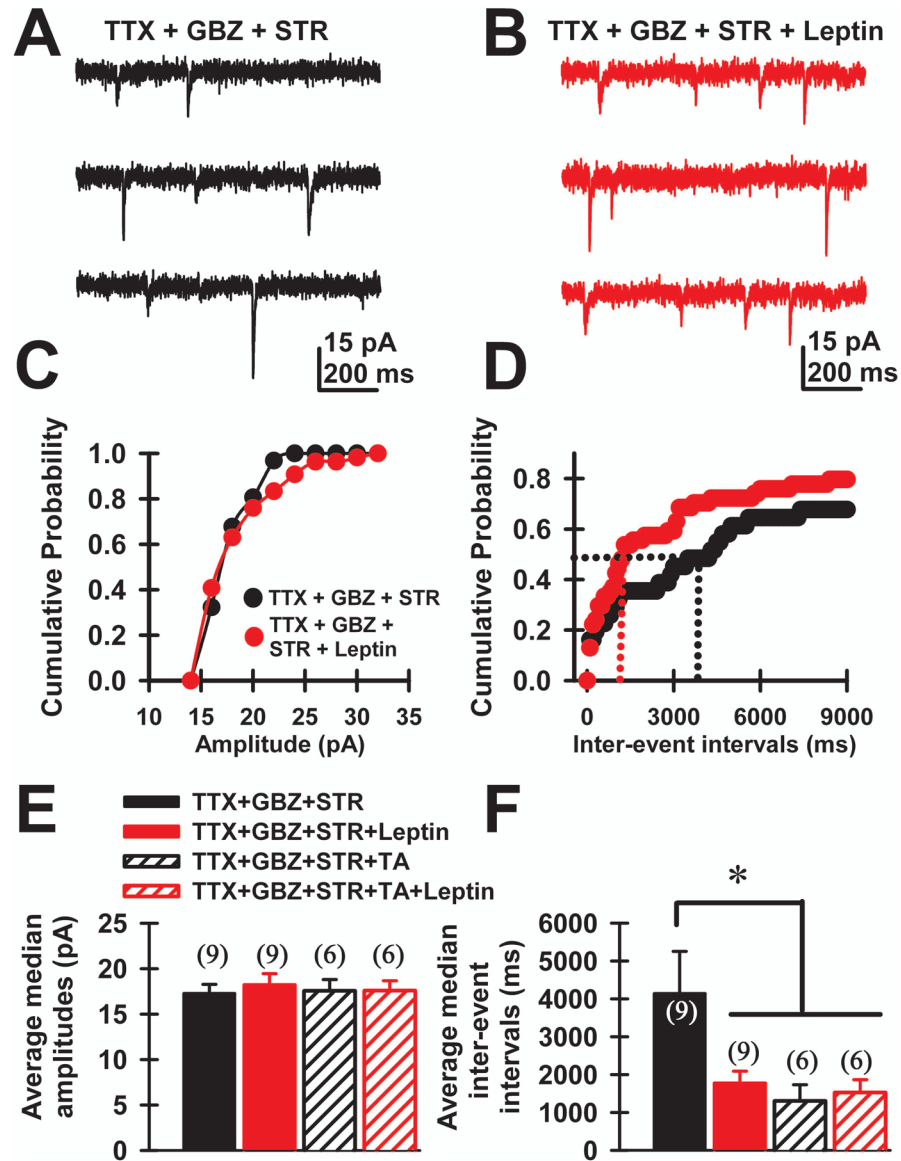 A
TTX + GBZ + STR
B
TTX + GBZ + STR + Leptin
15 pA
200 ms
15 pA
200 ms
C
Cumulative Probability
1.0
0.8
0.6
0.4
0.2
0.0
10
15
20
25
30
35
Amplitude (pA)
TTX + GBZ + STR
TTX + GBZ +
STR + Leptin
D
Cumulative Probability
0.8
0.6
0.4
0.2
0.0
0
3000
6000
9000
Inter-event intervals (ms)
E
TTX+GBZ+STR
TTX+GBZ+STR+Leptin
TTX+GBZ+STR+TA
TTX+GBZ+STR+TA+Leptin
Average median
amplitudes (pA)
25
20
15
10
5
0
(9)
(9)
(6)
(6)
F
Average median
inter-event
intervals (ms)
6000
5000
4000
3000
2000
1000
0
*
(9)
(9)
(6)
(6)